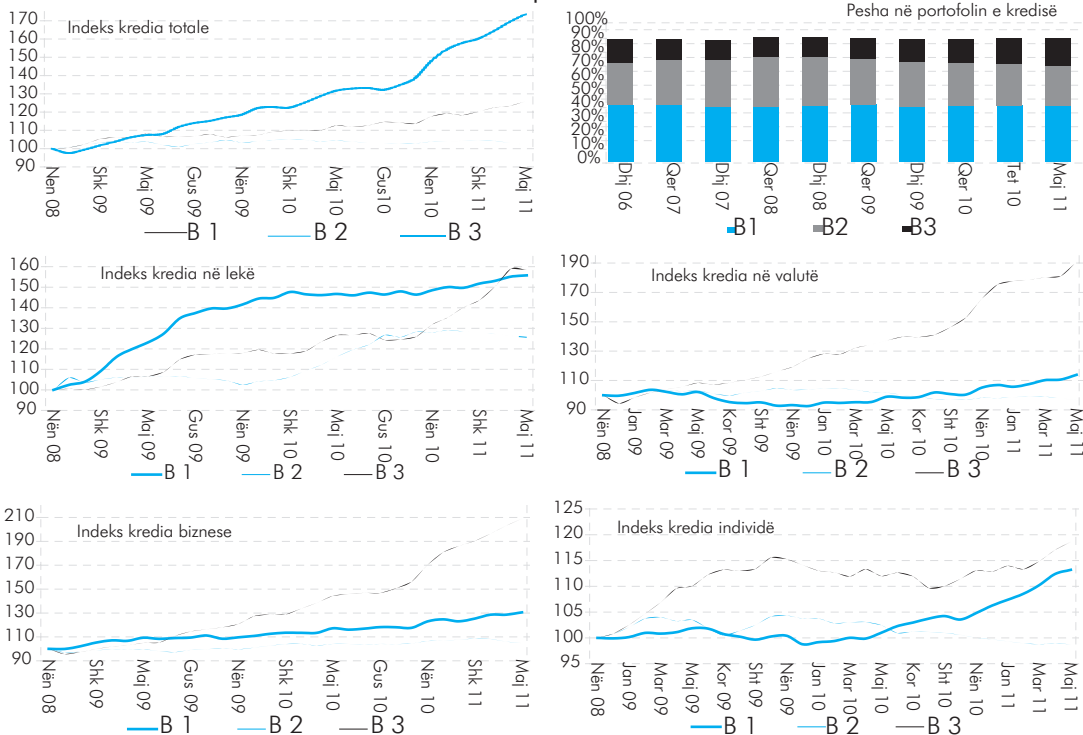 Indeks kredia totale
170
160
150
140
130
120
110
100
90
Nen 08
Shk 09
Maj 09
Gus 09
Nën 09
Shk 10
Maj 10
Gus10
Nen 10
Shk 11
Maj 11
B 1 B 2 B 3
Pesha në portofolin e kredisë
100%
90%
80%
70%
60%
50%
40%
30%
20%
10%
0%
Dhj 06
Qer 07
Dhj 07
Qer 08
Dhj 08
Qer 09
Dhj 09
Qer 10
Tet 10
Maj 11
B1 B2 B3
Indeks kredia në lekë
160
150
140
130
120
110
100
90
Nën 08
Shk 09
Maj 09
Gus 09
Nën 09
Shk 10
Maj 10
Gus 10
Nën 10
Shk 11
Maj 11
B 1 B 2 B 3
Indeks kredia në valutë
190
170
150
130
110
90
Nën 08
Jan 09
Mar 09
Maj 09
Kor 09
Sht 09
Nën 09
Jan 10
Mar 10
Maj 10
Kor 10
Sht 10
Nën 10
Jan 11
Mar 11
Maj 11
B 1 B 2 B 3
Indeks kredia biznese
210
190
170
150
130
110
90
Nën 08
Shk 09
Maj 09
Gus 09
Nën 09
Shk 10
Maj 10
Gus 10
Nën 10
Shk 11
Maj 11
B 1 B 2 B 3
Indeks kredia individë
125
120
115
110
105
100
95
Nën 08
Jan 09
Mar 09
Maj 09
Kor 09
Sht 09
Nën 09
Jan 10
Mar 10
Maj 10
Kor 10
Sht 10
Nën 10
Jan 11
Mar 11
Maj 11
B 1 B 2 B 3